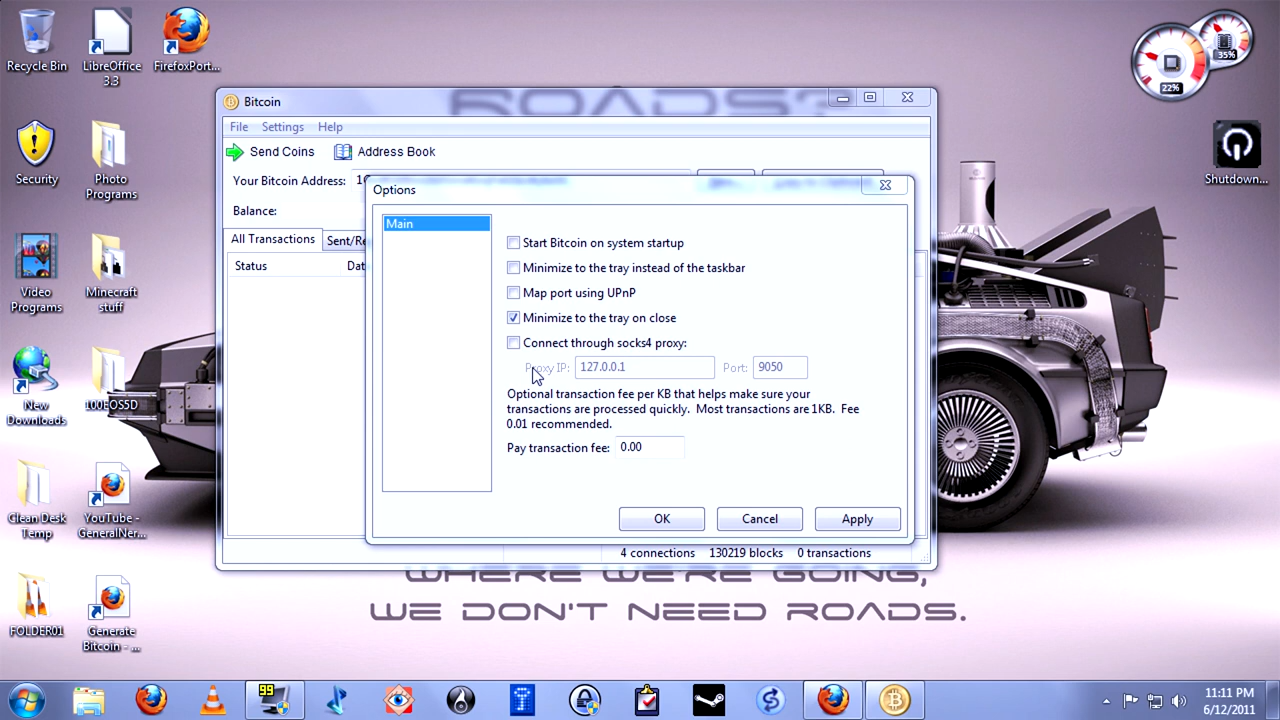 Recycle Bin
LibreOffice
3.3
FirefoxPort...
Security
Photo
Programs
Video
Programs
Minecraft
stuff
New
Downloads
100EOS5D
Clean Desk
Temp
YouTube -
GeneralNer...
FOLDER01
Generate
Bitcoin - ...
35%
22%
Shutdown...
ROADS?
Bitcoin
File Settings Help
Send Coins Address Book
Your Bitcoin Address:
Balance:
All Transactions Sent/Re
Status Dat
Options
Main
Start Bitcoin on system startup
Minimize to the tray instead of the taskbar
Map port using UPnP
Minimize to the tray on close
Connect through socks4 proxy:
Proxy IP: 127.0.0.1 Port: 9050
Optional transaction fee per KB that helps make sure your
transactions are processed quickly. Most transactions are 1KB. Fee
0.01 recommended.
Pay transaction fee: 0.00
OK Cancel Apply
4 connections 130219 blocks 0 transactions
WHERE WE'RE GOING,
WE DON'T NEED ROADS.
99
11:11 PM
6/12/2011